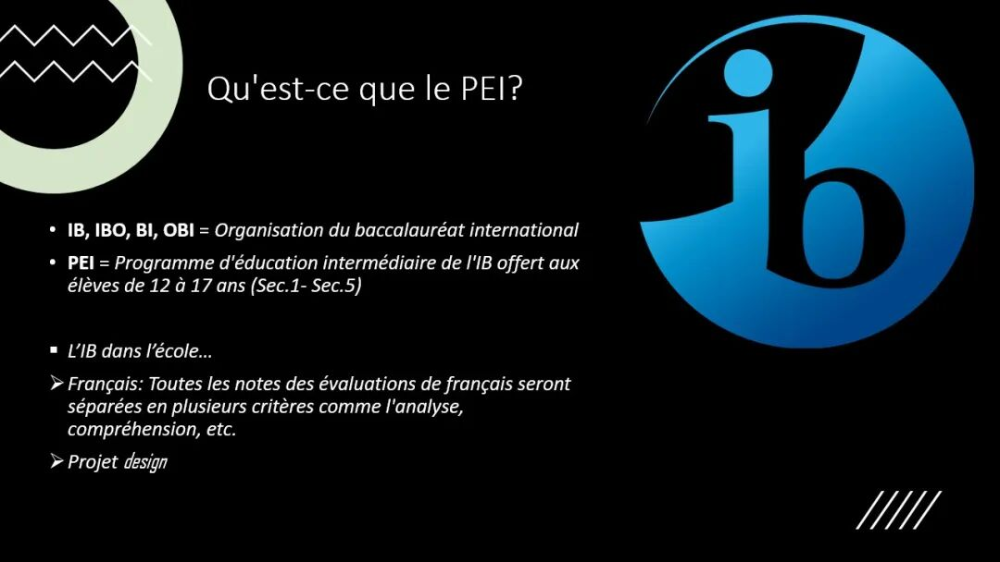 Qu'est-ce que le PEI?
ib
• IB, IBO, BI, OBI = Organisation du baccalauréat international
• PEI = Programme d'éducation intermédiaire de l'IB offert aux
élèves de 12 à 17 ans (Sec.1- Sec.5)
▪ L’IB dans l’école...
➢ Français: Toutes les notes des évaluations de français seront
séparées en plusieurs critères comme l'analyse,
compréhension, etc.
➢ Projet design